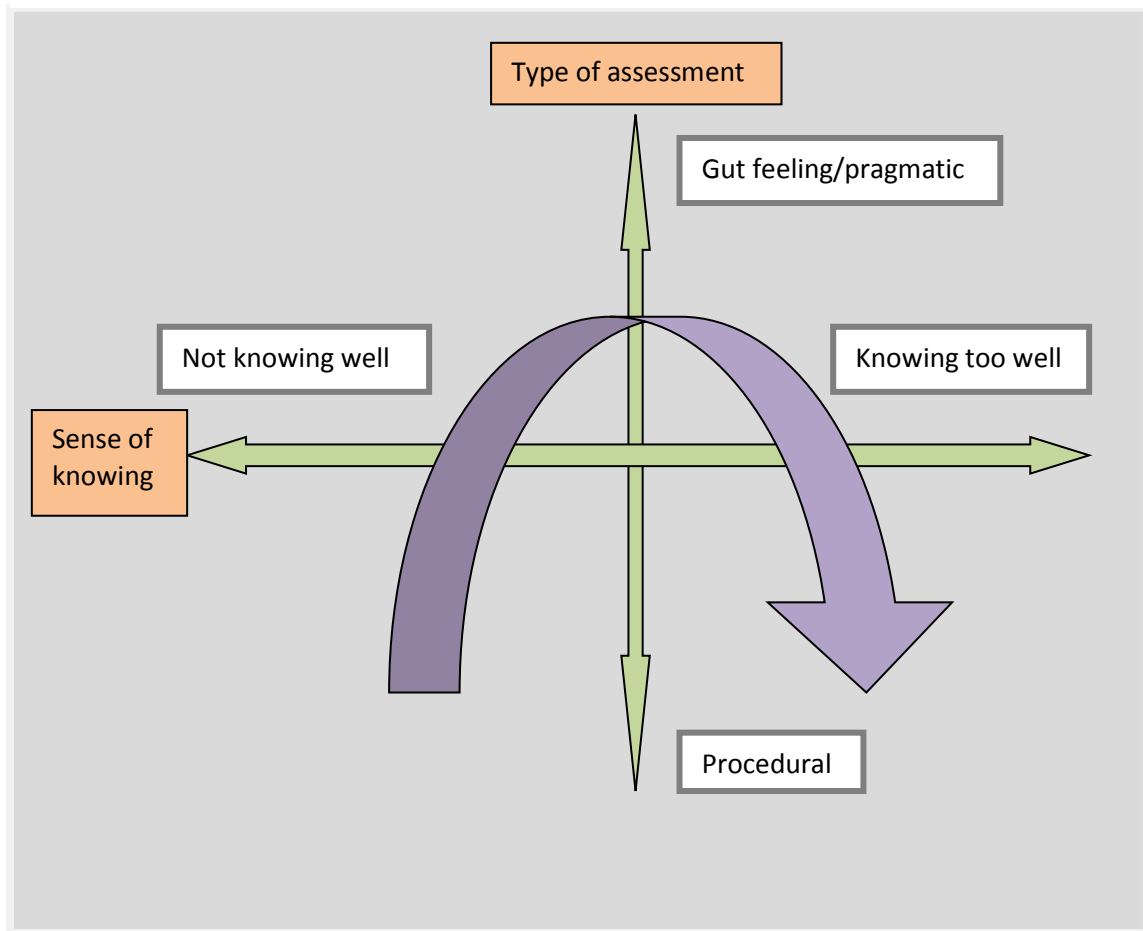 Type of assessment
Gut feeling/pragmatic
Not knowing well
Knowing too well
Sense of
knowing
Procedural